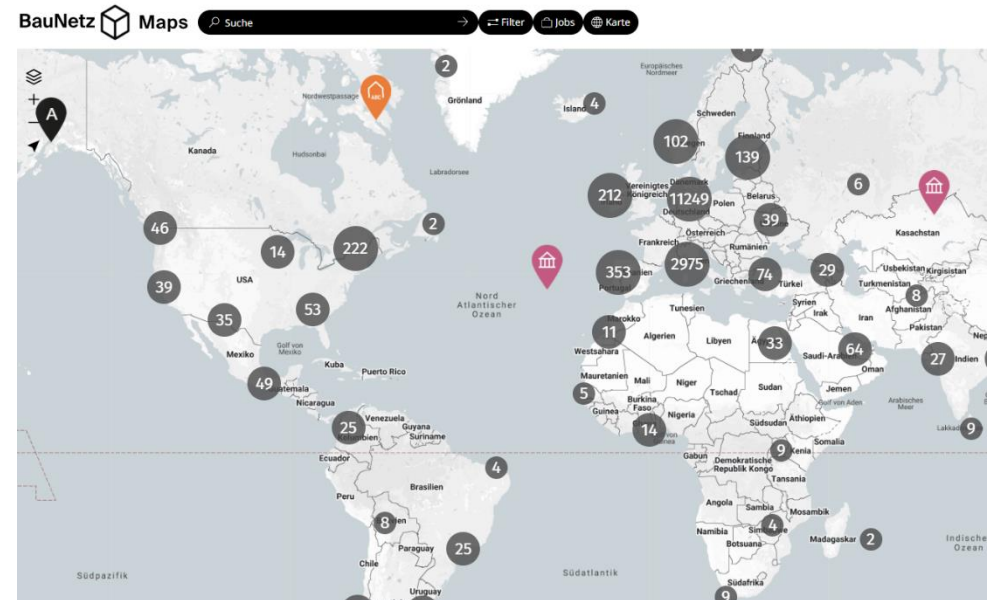 BauNetz Maps
Suche
Filter
Jobs
Karte
2
Europäisches
Nordmeer
Nordwestpassage
ABC
Grönland
Island
4
A
Schweden
Kanada
Hudsonbai
102
Finnland
139
Labradorsee
212
Vereinigtes
Königreich
11249
Polen
Belarus
6
Deutschland
39
Kasachstan
46
2
14
222
Österreich
Frankreich
Rumänien
2975
353
74
29
Griechenland
Türkei
Usbekistan
Kirgisistan
Turkmenistan
Portugal
39
USA
Nord
Atlantischer
Ozean
Syrien
8
Afghanistan
Irak
Iran
Tunesien
53
35
Marokko
11
Algerien
Libyen
33
Pakistan
64
Saudi-Arabien
27
Indien
Golf von
Mexiko
Mexiko
Westsahara
Oman
Kuba
Puerto Rico
49
Mauretanien
Mali
Niger
Tschad
Sudan
Jemen
5
Golf von Aden
Arabisches
Meer
Nicaragua
Burkina
Faso
Guinea
Nigeria
Äthiopien
25
Venezuela
Guyana
Suriname
14
Südsudan
9
Somalia
Kolumbien
Ecuador
Gabun
Demokratische
Republik Kongo
9
Kenia
Tansania
4
Brasilien
Peru
Angola
Sambia
Mosambik
8
4
Namibia
Simbabwe
Botsuana
Madagaskar
2
Paraguay
25
Chile
Südpazifik
Südatlantik
Südafrika
Uruguay
9